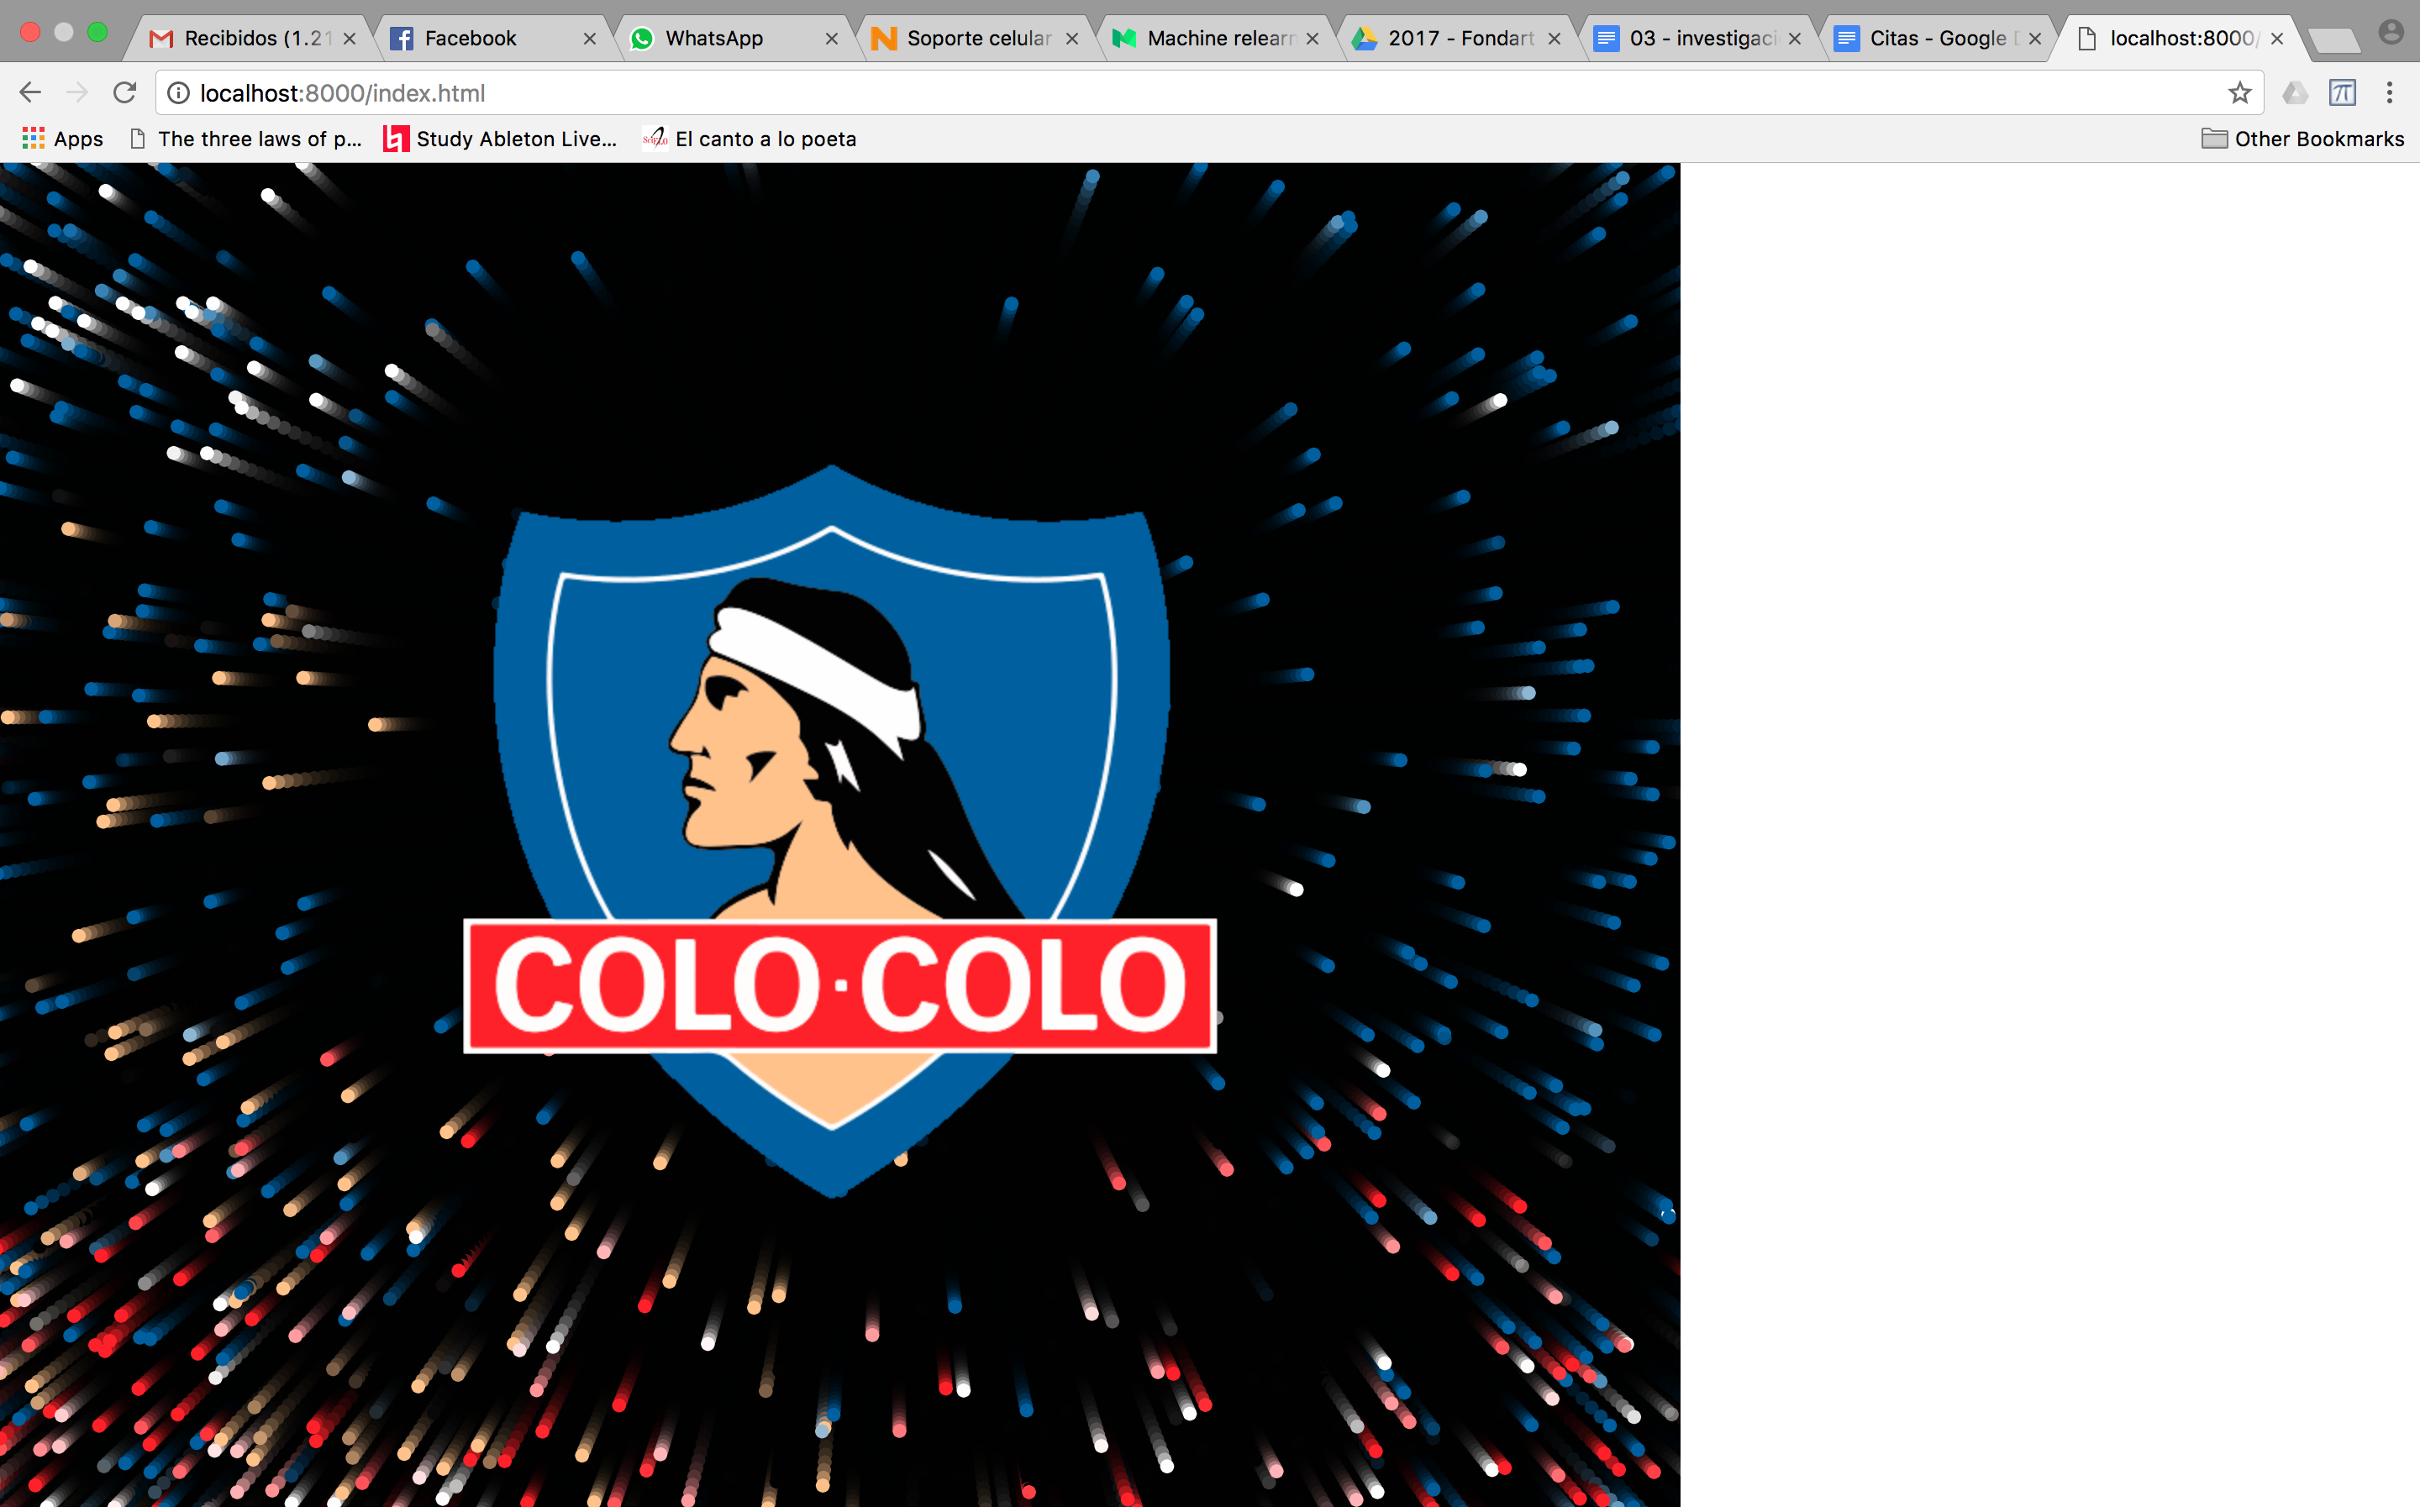 Recibidos (1.21
Facebook
WhatsApp
Soporte celular
Machine relearn
2017 - Fondart
03 - investigaci
Citas - Google D
localhost:8000/
localhost:8000/index.html
Apps
The three laws of p...
Study Ableton Live...
El canto a lo poeta
Other Bookmarks
COLO·COLO